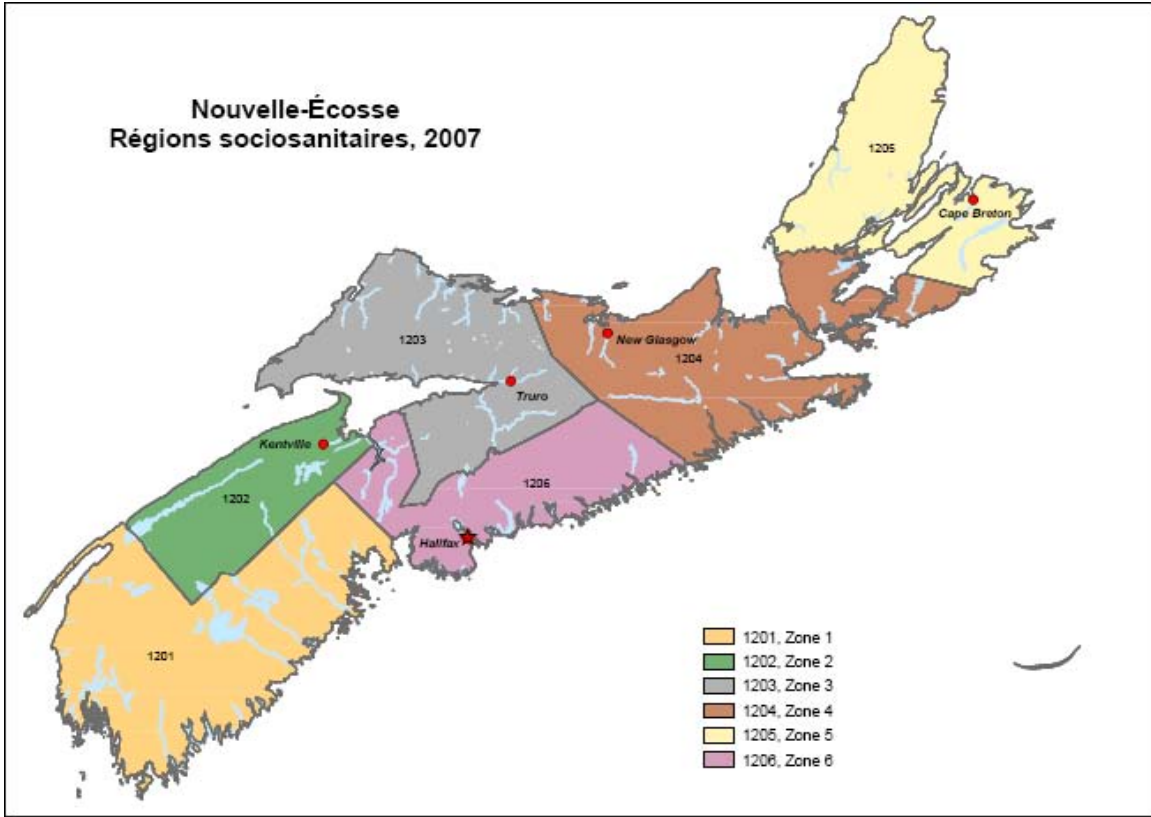 Nouvelle-Écosse
Régions sociosanitaires, 2007
1205
Cape Breton
1203
New Glasgow
1204
Truro
Kentville
1202
1206
Halifax
1201
1201, Zone 1
1202, Zone 2
1203, Zone 3
1204, Zone 4
1205, Zone 5
1206, Zone 6